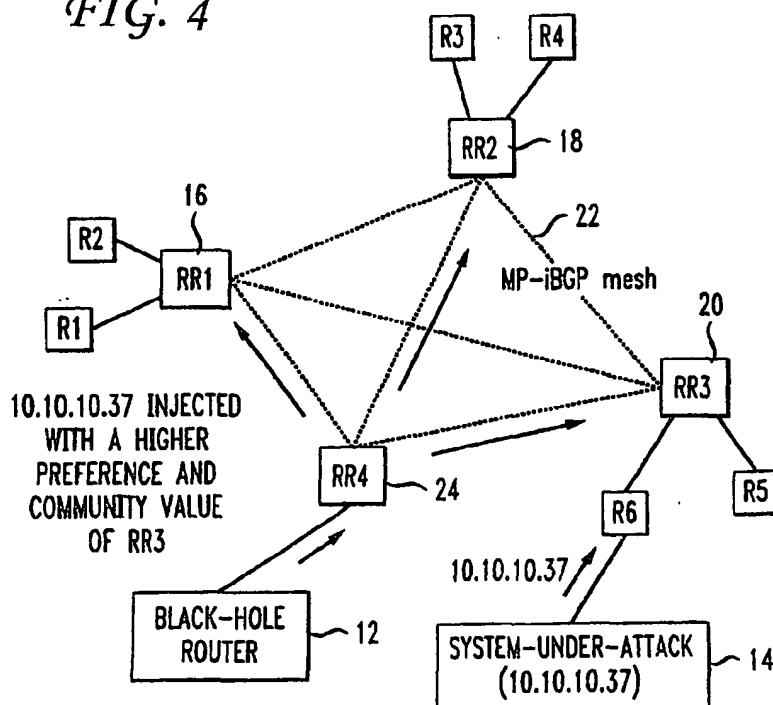 FIG. 4
R3
R4
RR2
18
16
R2
RR1
R1
22
MP-iBGP mesh
20
RR3
10.10.10.37 INJECTED
WITH A HIGHER
PREFERENCE AND
COMMUNITY VALUE
OF RR3
RR4
24
R6
R5
10.10.10.37
BLACK-HOLE
ROUTER
12
SYSTEM-UNDER-ATTACK
(10.10.10.37)
14